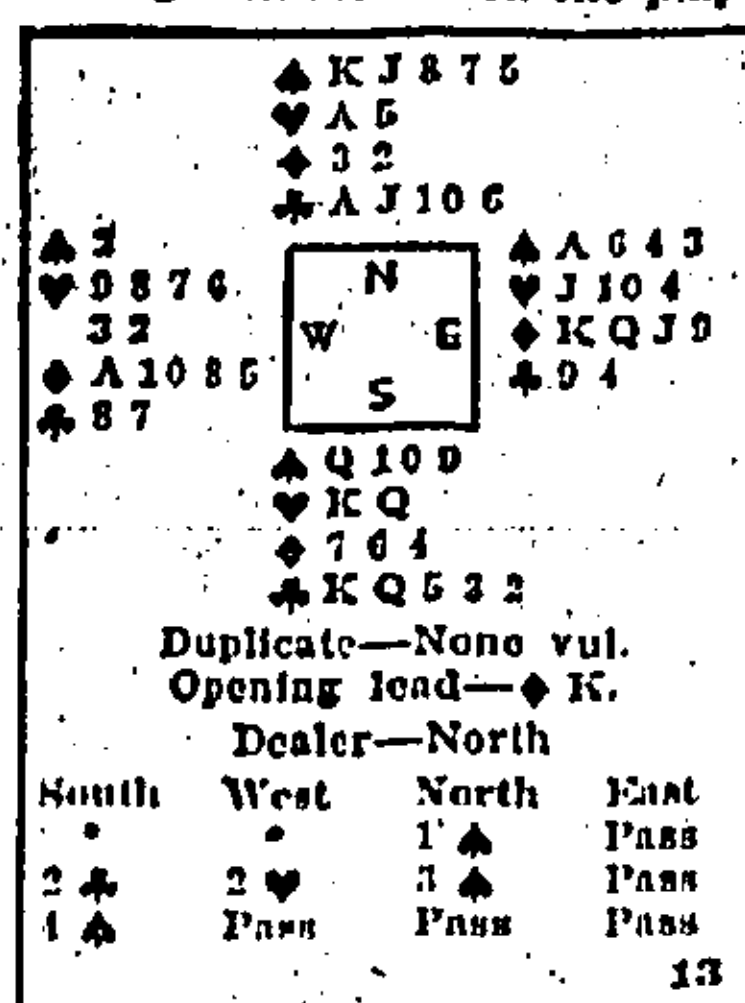 ♠ K J 8 7 5
♥ A 5
♦ 3 2
♣ A J 10 6
♠ 2
♥ 9 8 7 6
3 2
♦ A 10 8 5
♣ 8 7
N
W E
S
♠ A 6 4 3
♥ J 10 4
♦ K Q J 9
♣ 9 4
♠ Q 10 9
♥ K Q
♦ 7 6 4
♣ K Q 5 3 2
Duplicate—None vul.
Opening lead—♦ K.
Dealer—North
South West North East
• • 1 ♠ Pass
2 ♣ 2 ♥ 3 ♠ Pass
4 ♠ Pass Pass Pass
13